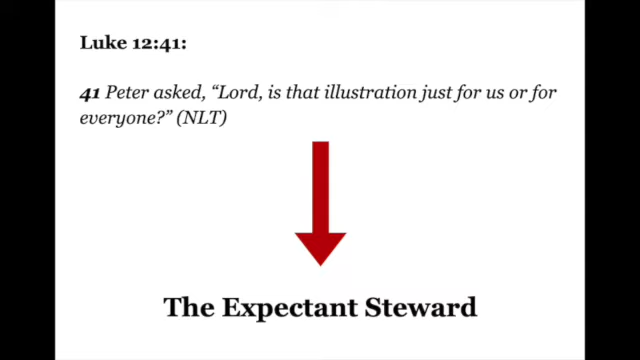 Luke 12:41:
41 Peter asked, “Lord, is that illustration just for us or for
everyone?” (NLT)
The Expectant Steward